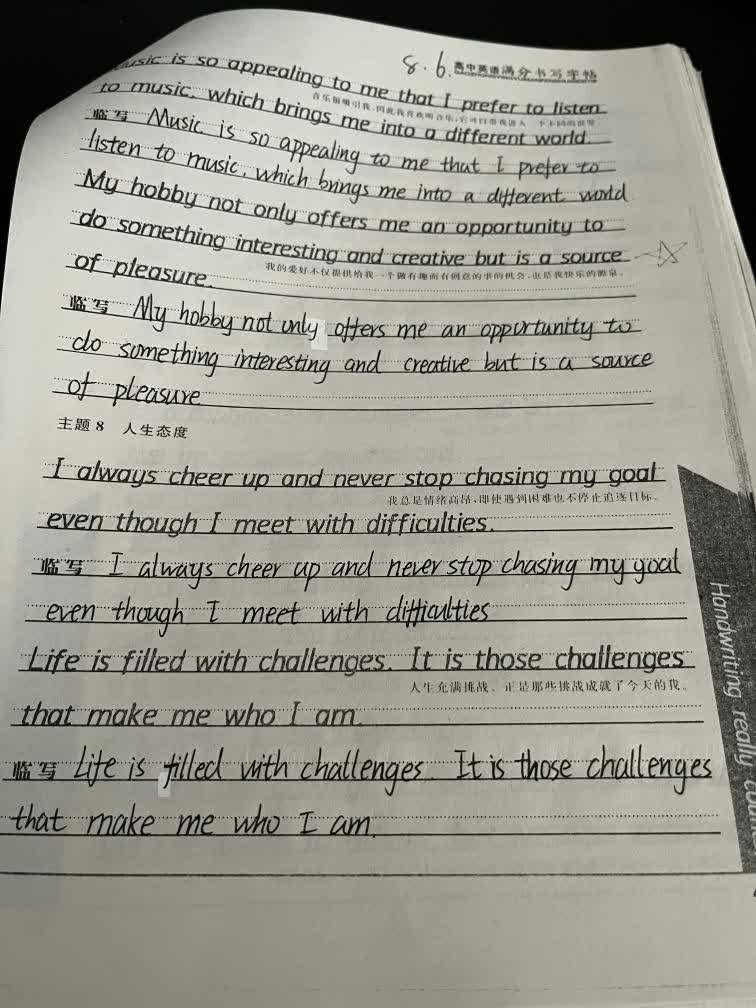 8.6. 高中英语满分书写字帖
Music is so appealing to me that I prefer to listen
音乐很吸引我,因此我喜欢听音乐,它可以带我进入一个不同的世界。
to music, which brings me into a different world.
临写 Music is so appealing to me that I prefer to
listen to music, which brings me into a different world
My hobby not only offers me an opportunity to
do something interesting and creative but is a source
我的爱好不仅提供给我一个做有趣而有创意的事的机会,也是我快乐的源泉。
of pleasure.
临写 My hobby not only offers me an opportunity to
do something interesting and creative but is a source
of pleasure
主题 8 人生态度
I always cheer up and never stop chasing my goal
我总是情绪高昂,即使遇到困难也不停止追逐目标。
even though I meet with difficulties.
临写 I always cheer up and never stop chasing my goal
even though I meet with difficulties
Life is filled with challenges. It is those challenges
人生充满挑战。正是那些挑战成就了今天的我。
that make me who I am.
临写 Life is filled with challenges. It is those challenges
that make me who I am.
Handwriting really